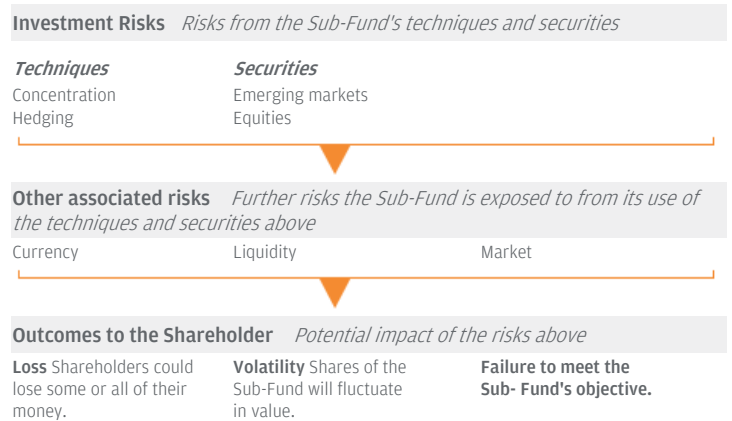 Investment Risks Risks from the Sub-Fund's techniques and securities
Techniques Securities
Concentration Emerging markets
Hedging Equities
Other associated risks Further risks the Sub-Fund is exposed to from its use of
the techniques and securities above
Currency Liquidity Market
Outcomes to the Shareholder Potential impact of the risks above
Loss Shareholders could
lose some or all of their
money.
Volatility Shares of the
Sub-Fund will fluctuate
in value.
Failure to meet the
Sub- Fund's objective.